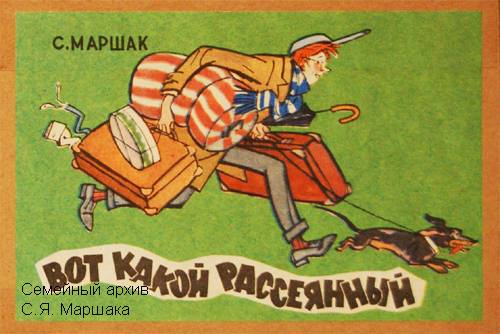 С. МАРШАК
ВОТ КАКОЙ РАССЕЯННЫЙ
Семейный архив
С.Я. Маршака